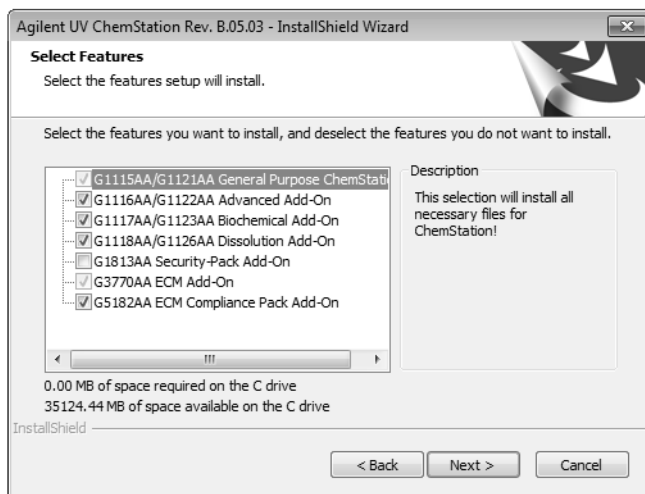 Agilent UV ChemStation Rev. B.05.03 - InstallShield Wizard
Select Features
Select the features setup will install.
Select the features you want to install, and deselect the features you do not want to install.
G1115AA/G1121AA General Purpose ChemStati
G1116AA/G1122AA Advanced Add-On
G1117AA/G1123AA Biochemical Add-On
G1118AA/G1126AA Dissolution Add-On
G1813AA Security-Pack Add-On
G3770AA ECM Add-On
G5182AA ECM Compliance Pack Add-On
Description
This selection will install all
necessary files for
ChemStation!
0.00 MB of space required on the C drive
35124.44 MB of space available on the C drive
InstallShield
< Back
Next >
Cancel